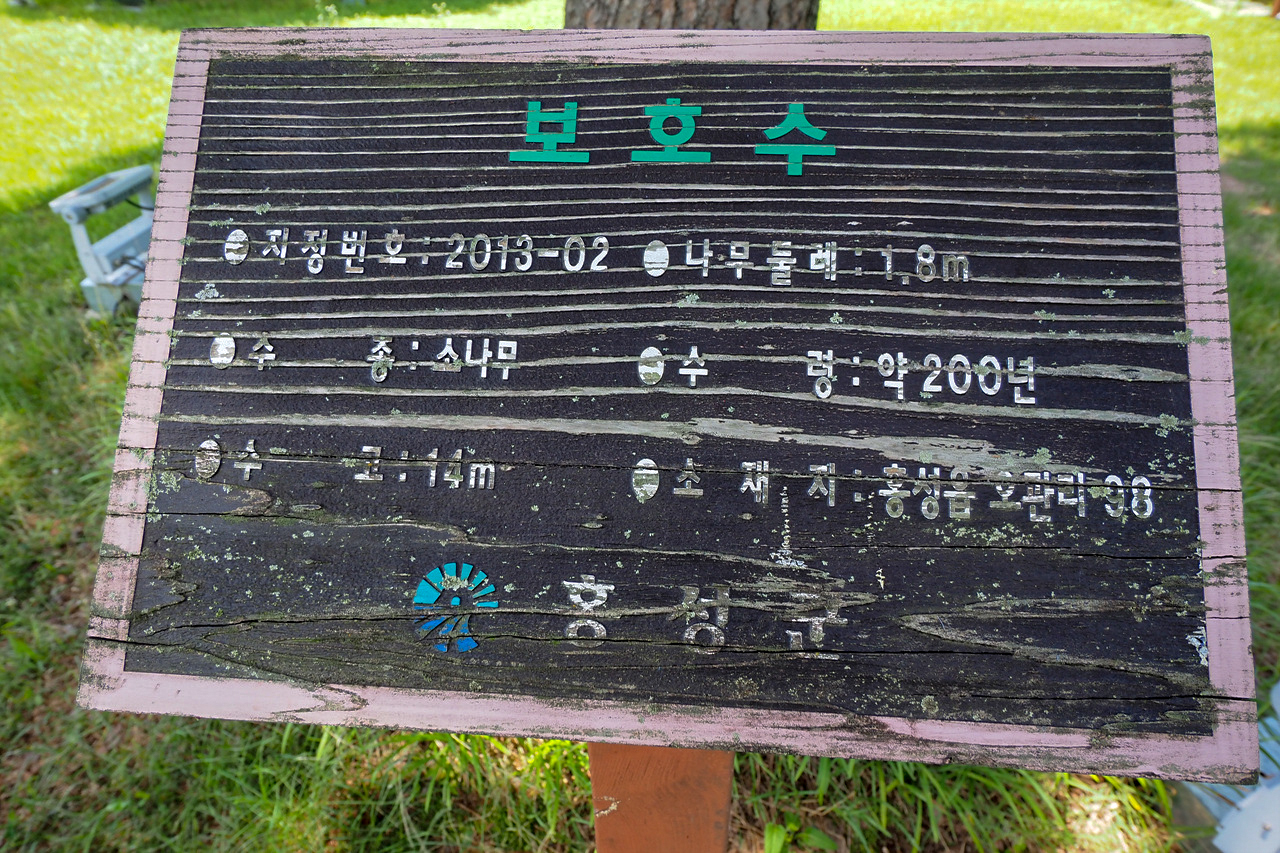 보호수
● 지정번호 : 2013-02 ● 나무둘레 : 1.8m
● 수 종 : 소나무 ● 수 령 : 약 200년
● 수 고 : 14m ● 소 재 지 : 홍성읍 오관리 98
홍성군